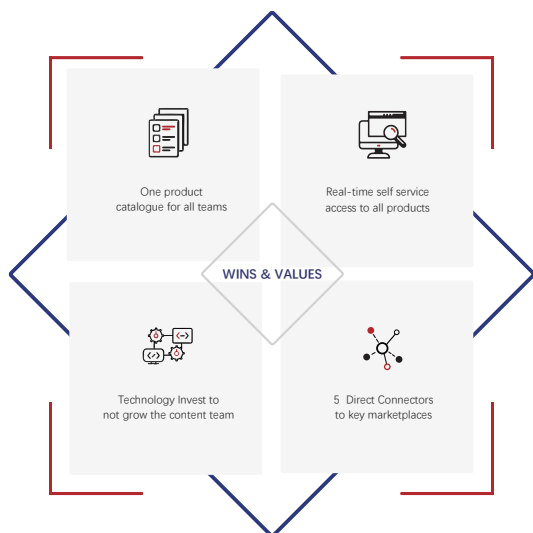 One product
catalogue for all teams
Real-time self service
access to all products
WINS & VALUES
Technology Invest to
not grow the content team
5 Direct Connectors
to key marketplaces